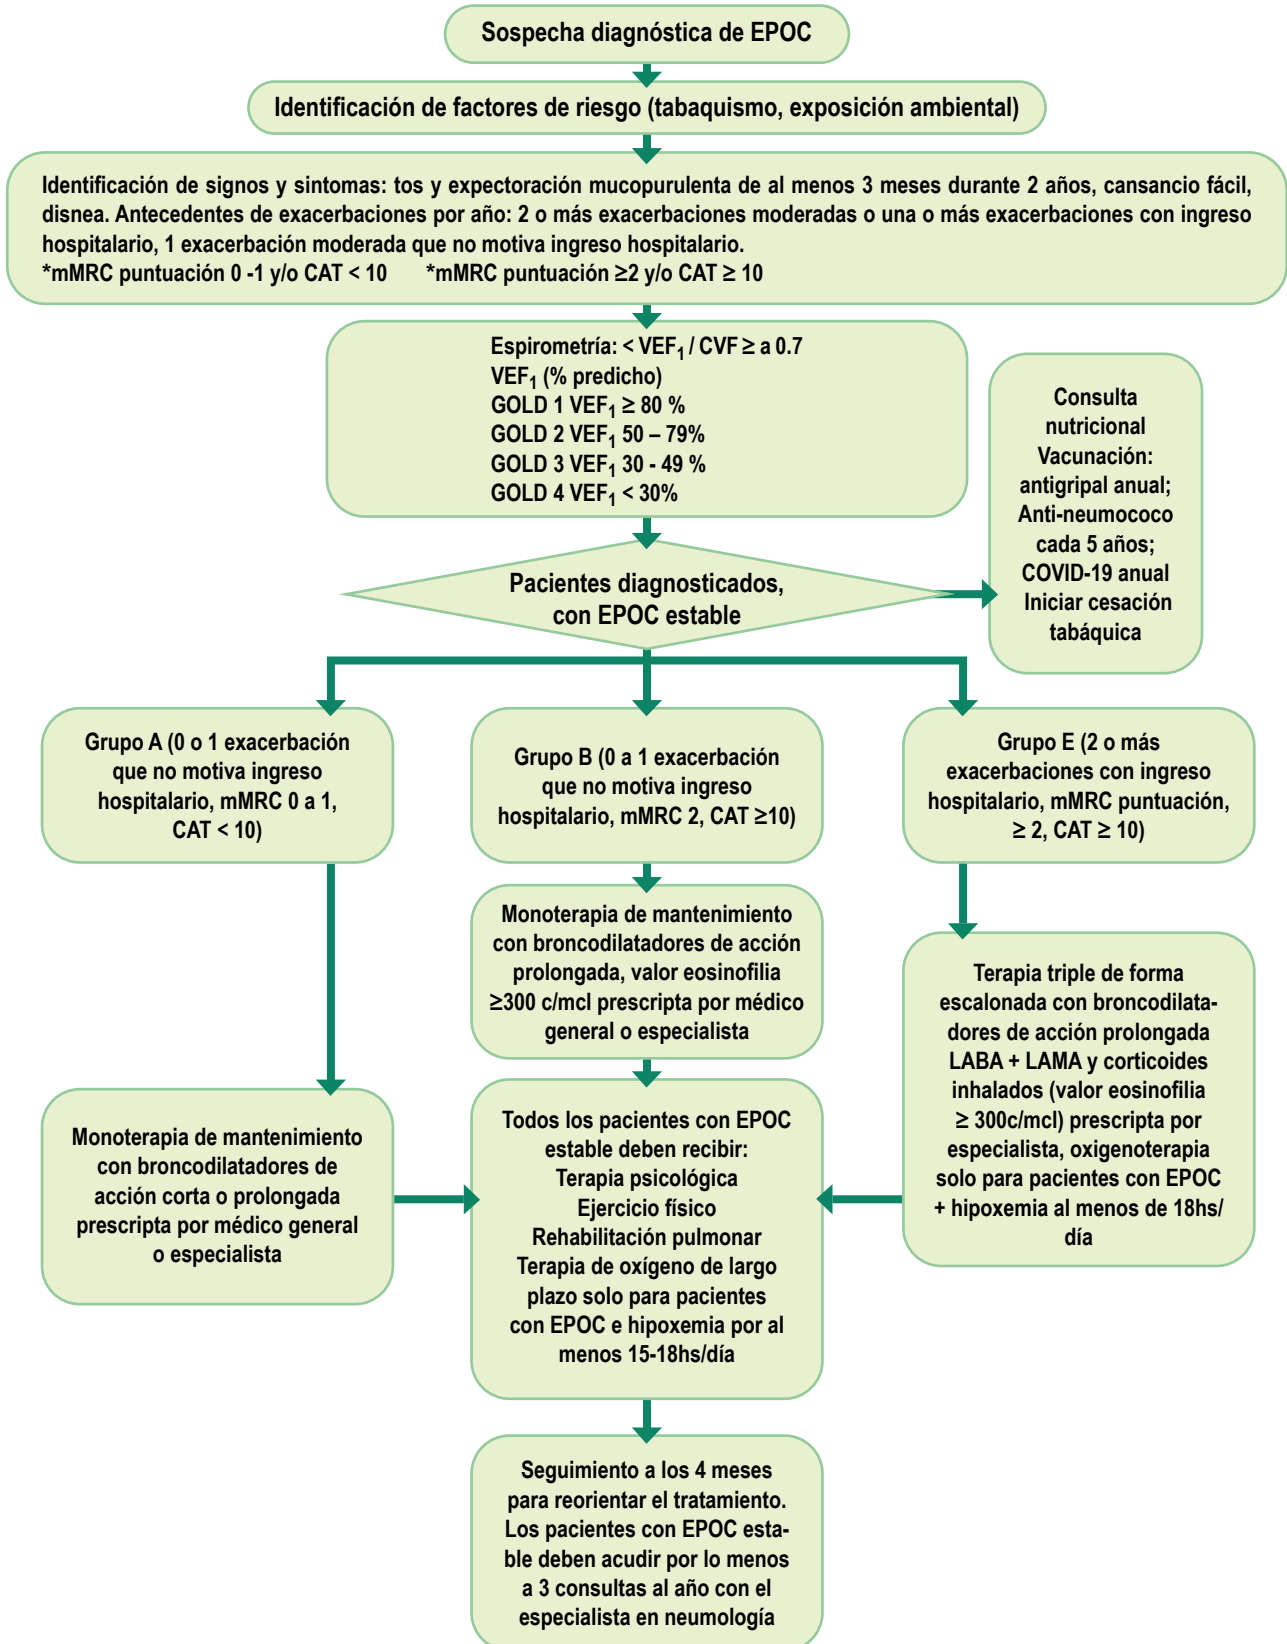 Sospecha diagnóstica de EPOC
Identificación de factores de riesgo (tabaquismo, exposición ambiental)
Identificación de signos y sintomas: tos y expectoración mucopurulenta de al menos 3 meses durante 2 años, cansancio fácil,
disnea. Antecedentes de exacerbaciones por año: 2 o más exacerbaciones moderadas o una o más exacerbaciones con ingreso
hospitalario, 1 exacerbación moderada que no motiva ingreso hospitalario.
*mMRC puntuación 0 -1 y/o CAT < 10 *mMRC puntuación ≥2 y/o CAT ≥ 10
Espirometría: < VEF1 / CVF ≥ a 0.7
VEF1 (% predicho)
GOLD 1 VEF1 ≥ 80 %
GOLD 2 VEF1 50 – 79%
GOLD 3 VEF1 30 - 49 %
GOLD 4 VEF1 < 30%
Consulta
nutricional
Vacunación:
antigripal anual;
Anti-neumococo
cada 5 años;
COVID-19 anual
Iniciar cesación
tabáquica
Pacientes diagnosticados,
con EPOC estable
Grupo A (0 o 1 exacerbación
que no motiva ingreso
hospitalario, mMRC 0 a 1,
CAT < 10)
Grupo B (0 a 1 exacerbación
que no motiva ingreso
hospitalario, mMRC 2, CAT ≥10)
Grupo E (2 o más
exacerbaciones con ingreso
hospitalario, mMRC puntuación,
≥ 2, CAT ≥ 10)
Monoterapia de mantenimiento
con broncodilatadores de acción
prolongada, valor eosinofilia
≥300 c/mcl prescripta por médico
general o especialista
Terapia triple de forma
escalonada con broncodilata-
dores de acción prolongada
LABA + LAMA y corticoides
inhalados (valor eosinofilia
≥ 300c/mcl) prescripta por
especialista, oxigenoterapia
solo para pacientes con EPOC
+ hipoxemia al menos de 18hs/
día
Monoterapia de mantenimiento
con broncodilatadores de
acción corta o prolongada
prescripta por médico general
o especialista
Todos los pacientes con EPOC
estable deben recibir:
Terapia psicológica
Ejercicio físico
Rehabilitación pulmonar
Terapia de oxígeno de largo
plazo solo para pacientes
con EPOC e hipoxemia por al
menos 15-18hs/día
Seguimiento a los 4 meses
para reorientar el tratamiento.
Los pacientes con EPOC esta-
ble deben acudir por lo menos
a 3 consultas al año con el
especialista en neumología